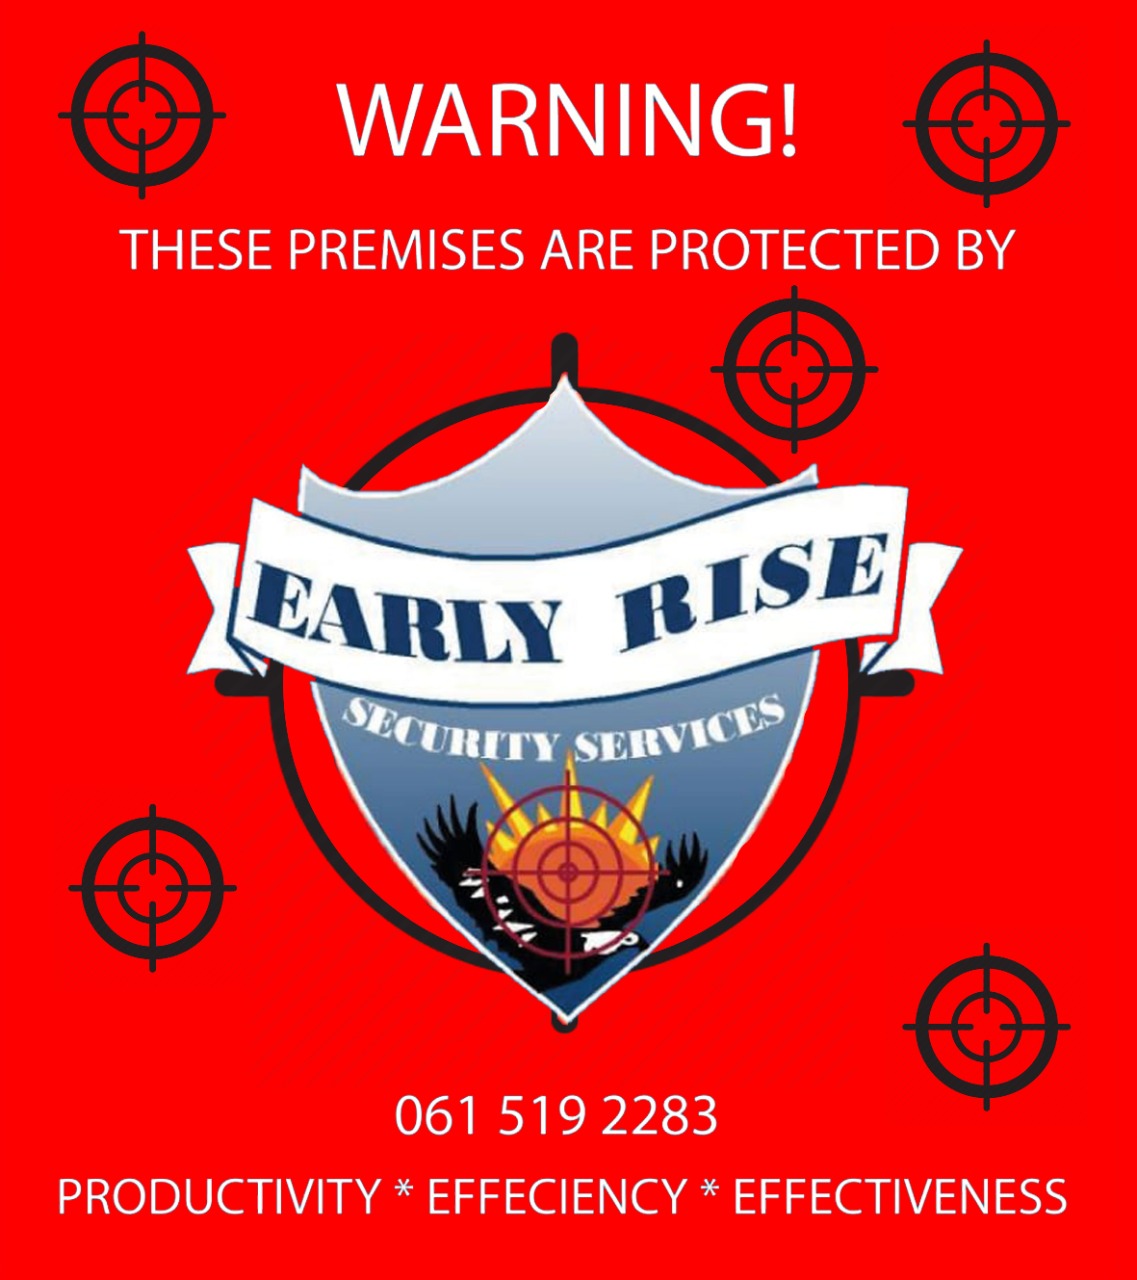 WARNING!
THESE PREMISES ARE PROTECTED BY
EARLY RISE
SECURITY SERVICES
061 519 2283
PRODUCTIVITY * EFFECIENCY * EFFECTIVENESS